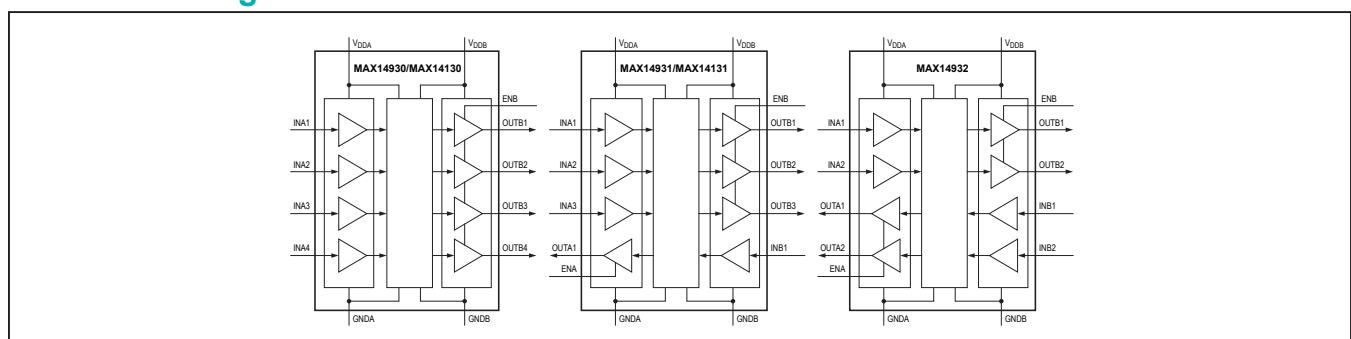 g
VDDA
VDDB
MAX14930/MAX14130
ENB
INA1
OUTB1
INA2
OUTB2
INA3
OUTB3
INA4
OUTB4
GNDA
GNDB
VDDA
VDDB
MAX14931/MAX14131
ENB
INA1
OUTB1
INA2
OUTB2
INA3
OUTB3
OUTA1
INB1
ENA
GNDA
GNDB
VDDA
VDDB
MAX14932
ENB
INA1
OUTB1
INA2
OUTB2
OUTA1
INB1
OUTA2
INB2
ENA
GNDA
GNDB